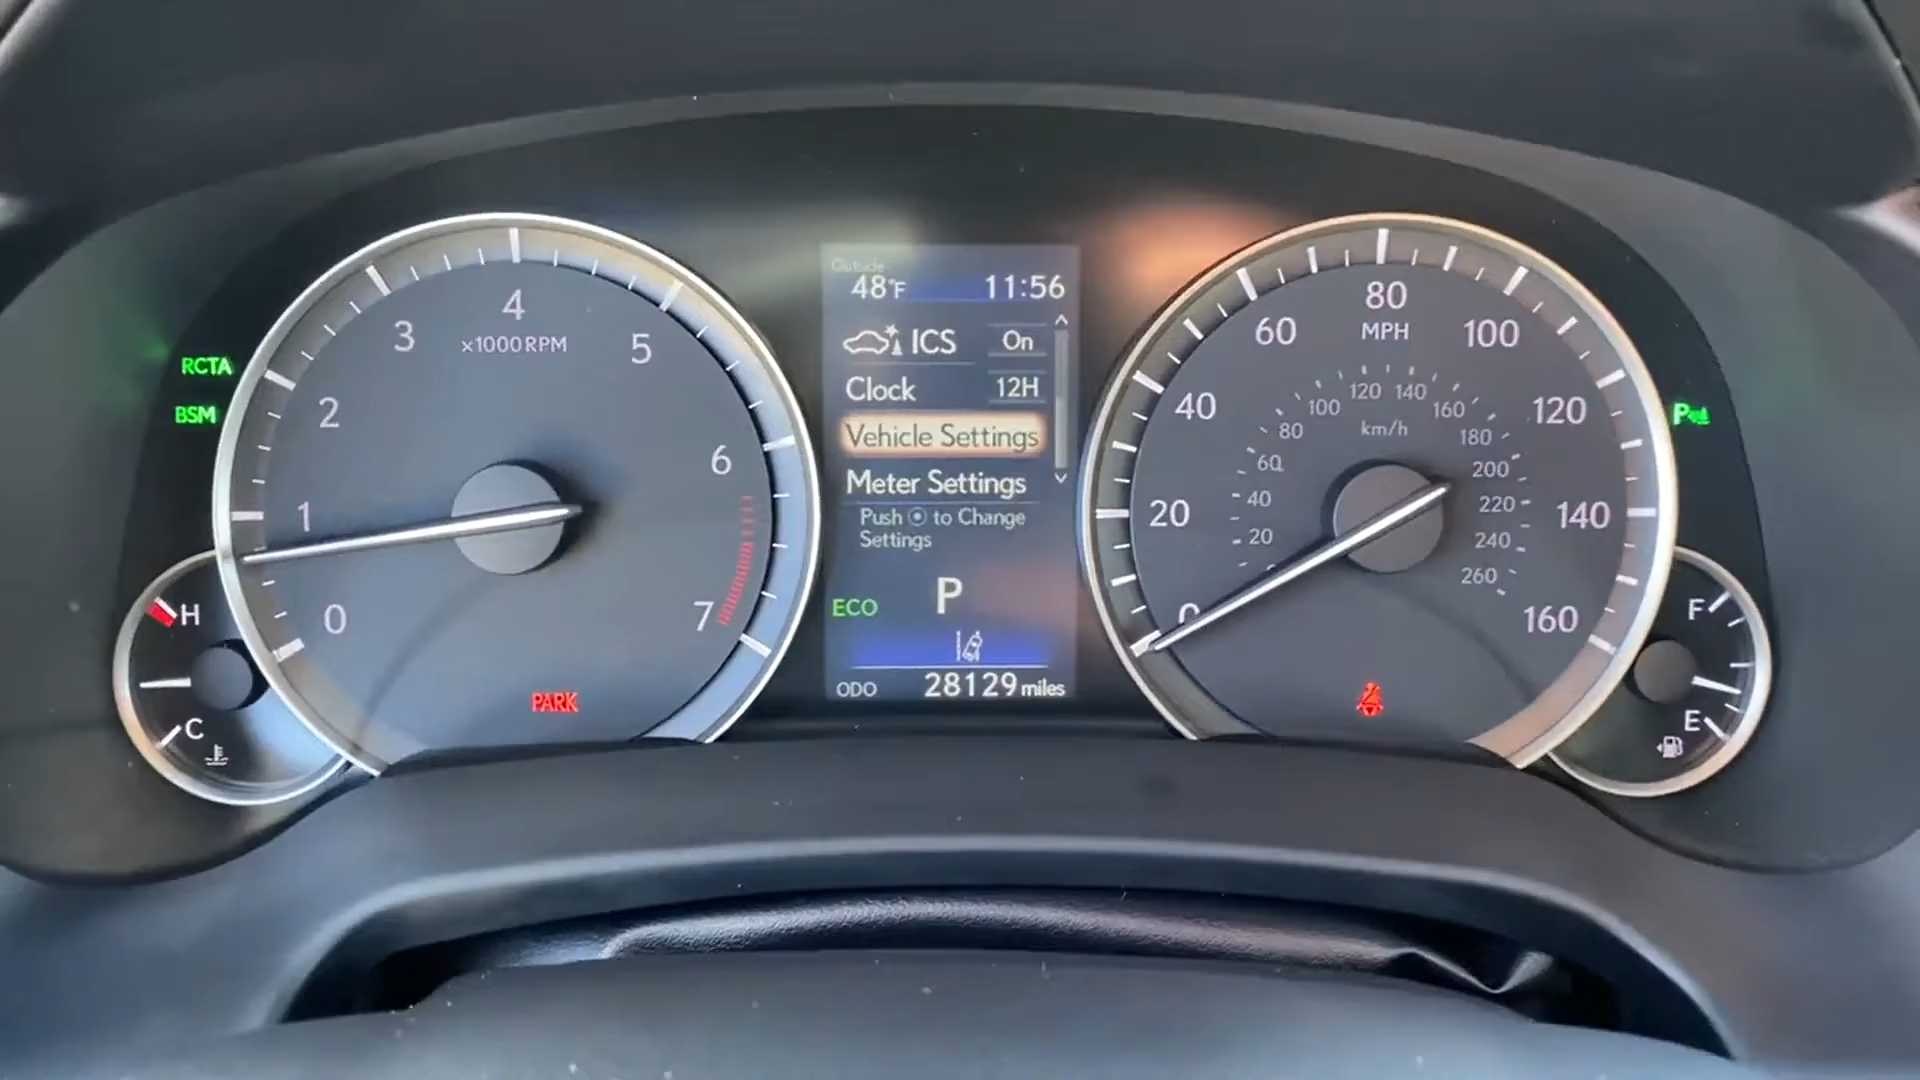 RCTA
BSM
H
C
0
1
2
3
4
5
6
7
×1000RPM
PARK
Outside
48°F 11:56
ICS On
Clock 12H
Vehicle Settings
Meter Settings
Push to Change
Settings
P
ECO
ODO 28129 miles
0
20
40
60
80
100
120
140
160
MPH
20
40
60
80
100
120
140
160
180
200
220
240
260
km/h
P
F
E